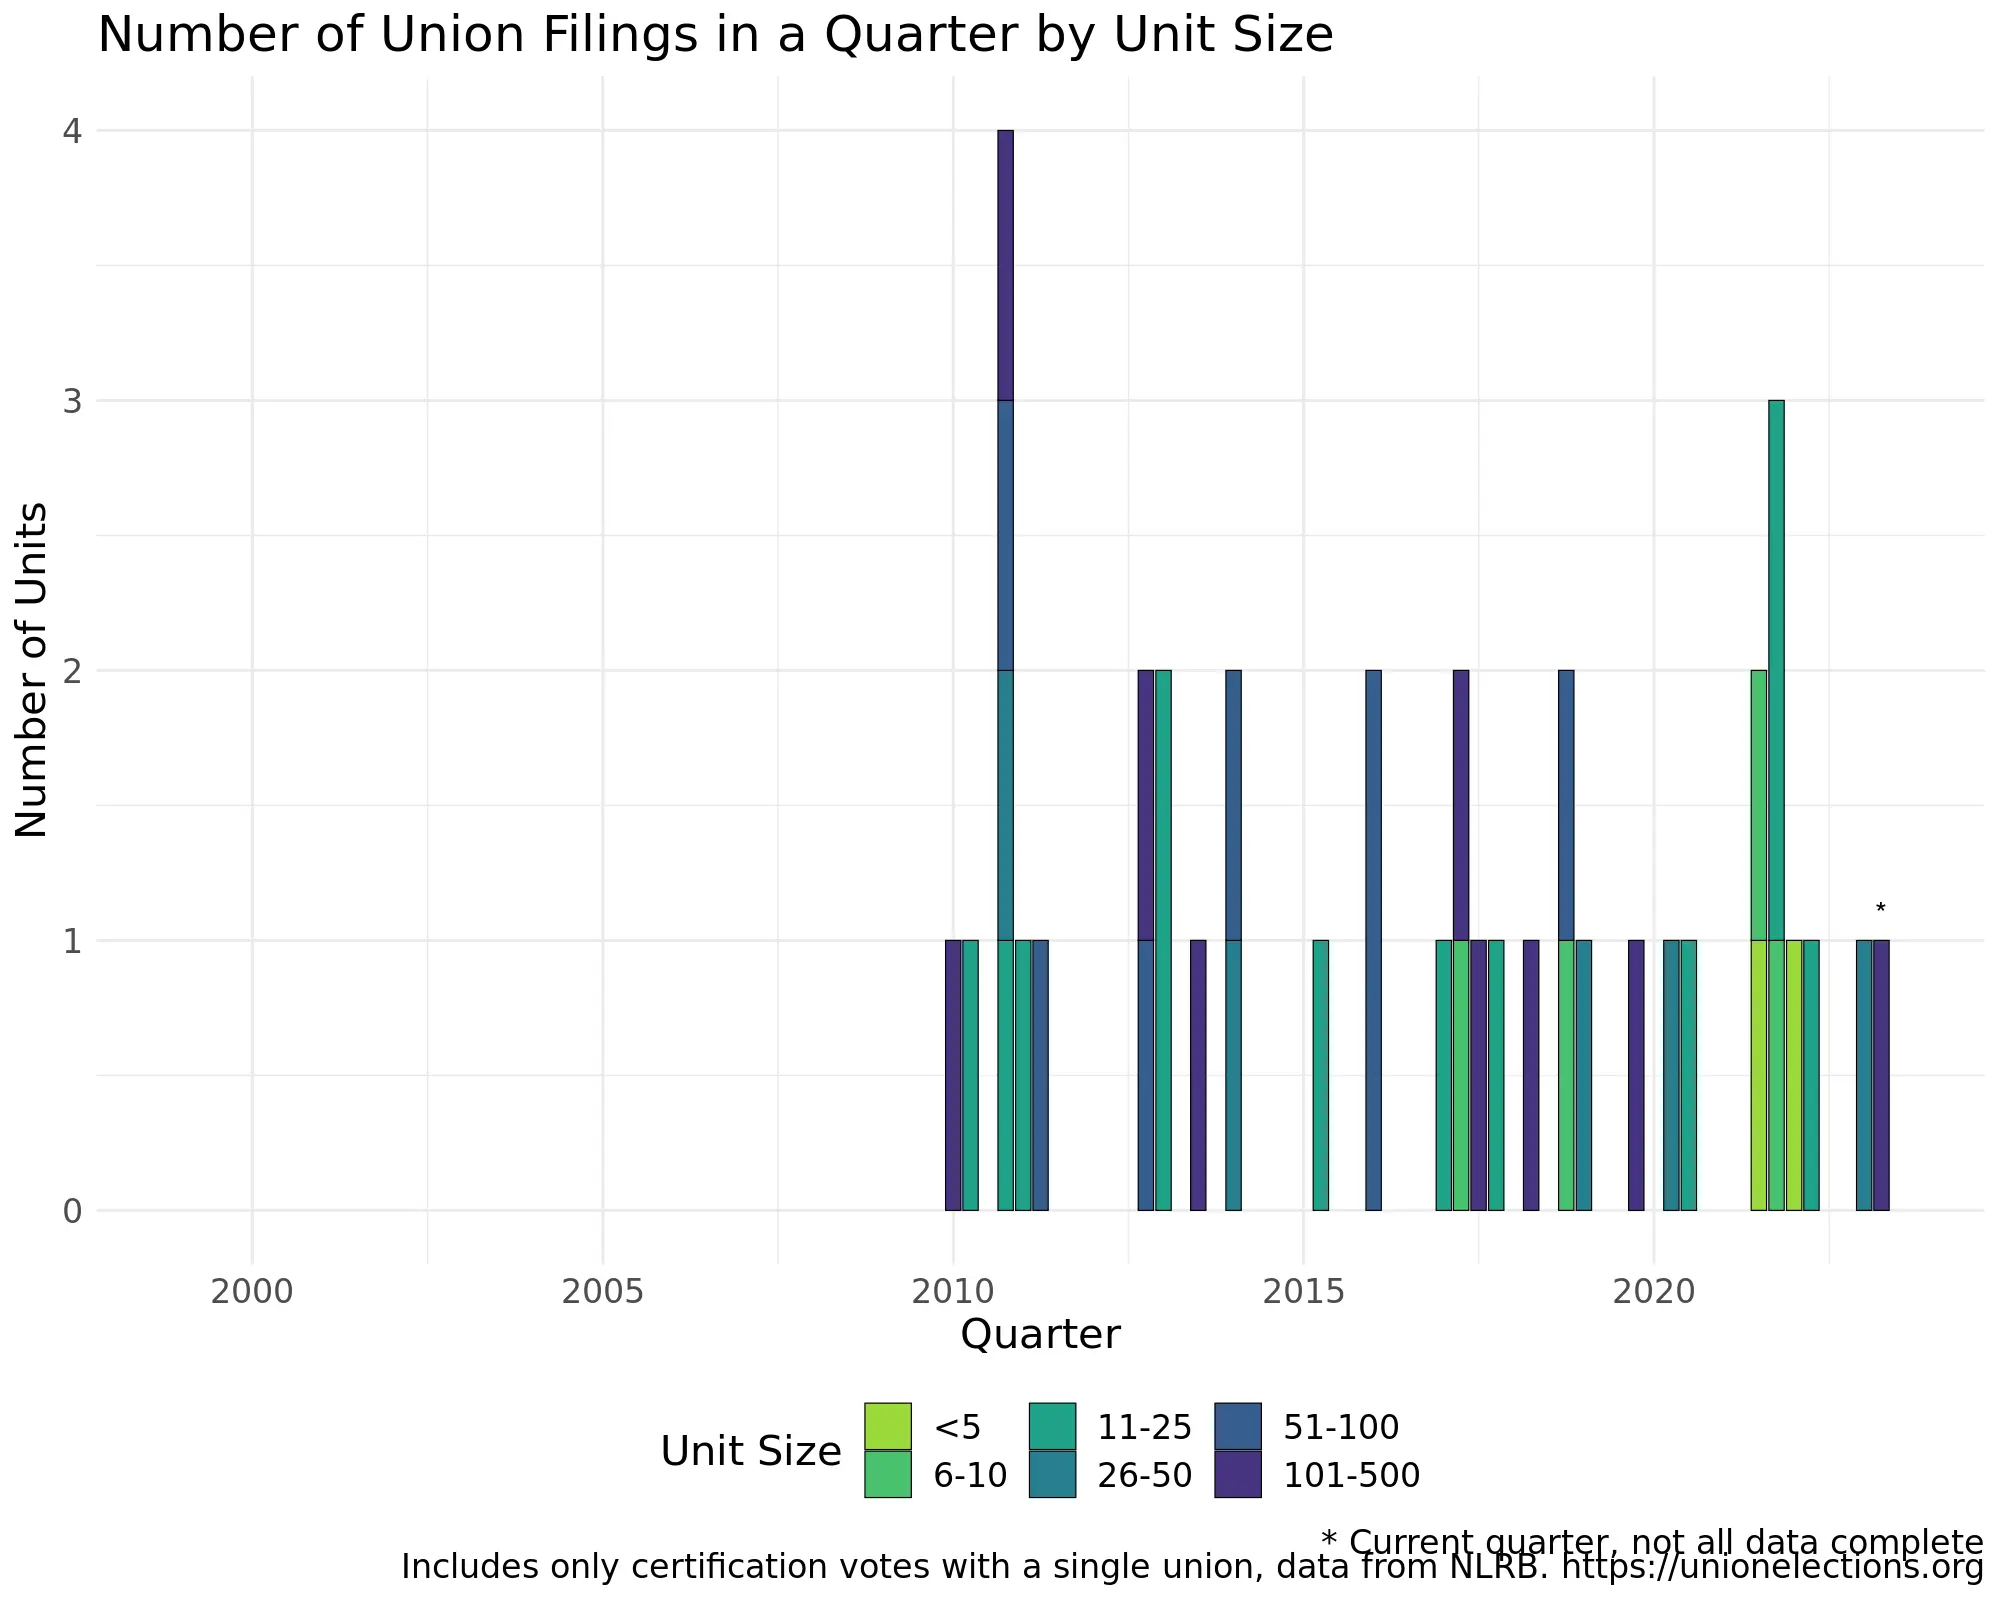 Number of Union Filings in a Quarter by Unit Size
Number of Units
4
3
2
1
0
*
2000 2005 2010 2015 2020
Quarter
Unit Size
<5 11-25 51-100
6-10 26-50 101-500
* Current quarter, not all data complete
Includes only certification votes with a single union, data from NLRB. https://unionelections.org